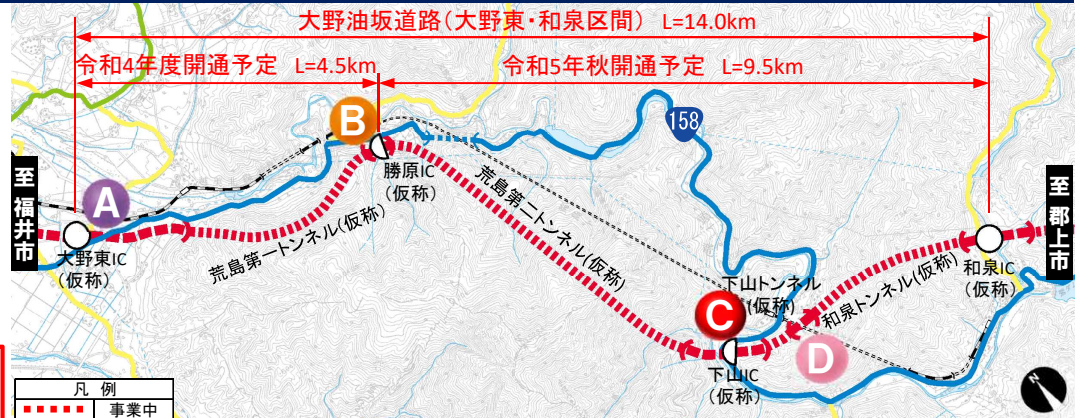 大野油坂道路(大野東・和泉区間) L=14.0km
令和4年度開通予定 L=4.5km
令和5年秋開通予定 L=9.5km
158
B
勝原IC
(仮称)
至 福井市
A
大野東IC
(仮称)
荒島第一トンネル(仮称)
荒島第二トンネル(仮称)
至 郡上市
和泉IC
(仮称)
下山トンネル
(仮称)
和泉トンネル(仮称)
C
D
下山IC
(仮称)
凡 例
事業中
N